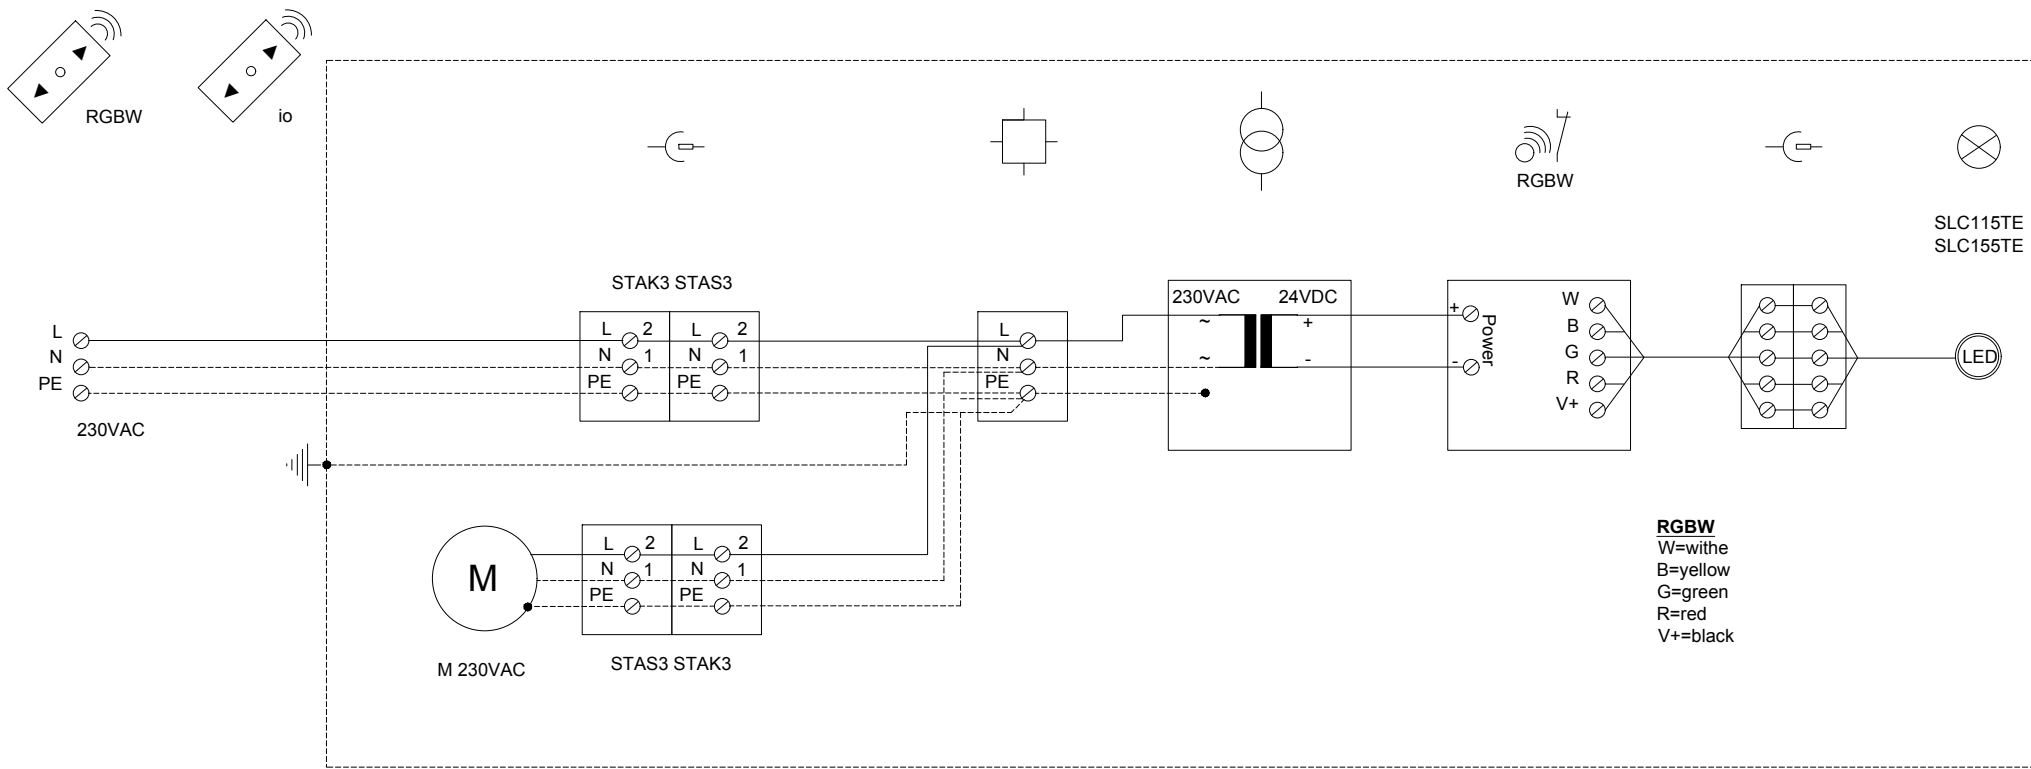 RGBW
io
RGBW
SLC115TE
SLC155TE
STAK3 STAS3
230VAC 24VDC
L
N
PE
230VAC
L 2 L 2
N 1 N 1
PE PE
L
N
PE
~ +
~ -
+
-
Power
W
B
G
R
V+
LED
M
L 2 L 2
N 1 N 1
PE PE
M 230VAC
STAS3 STAK3
RGBW
W=withe
B=yellow
G=green
R=red
V+=black